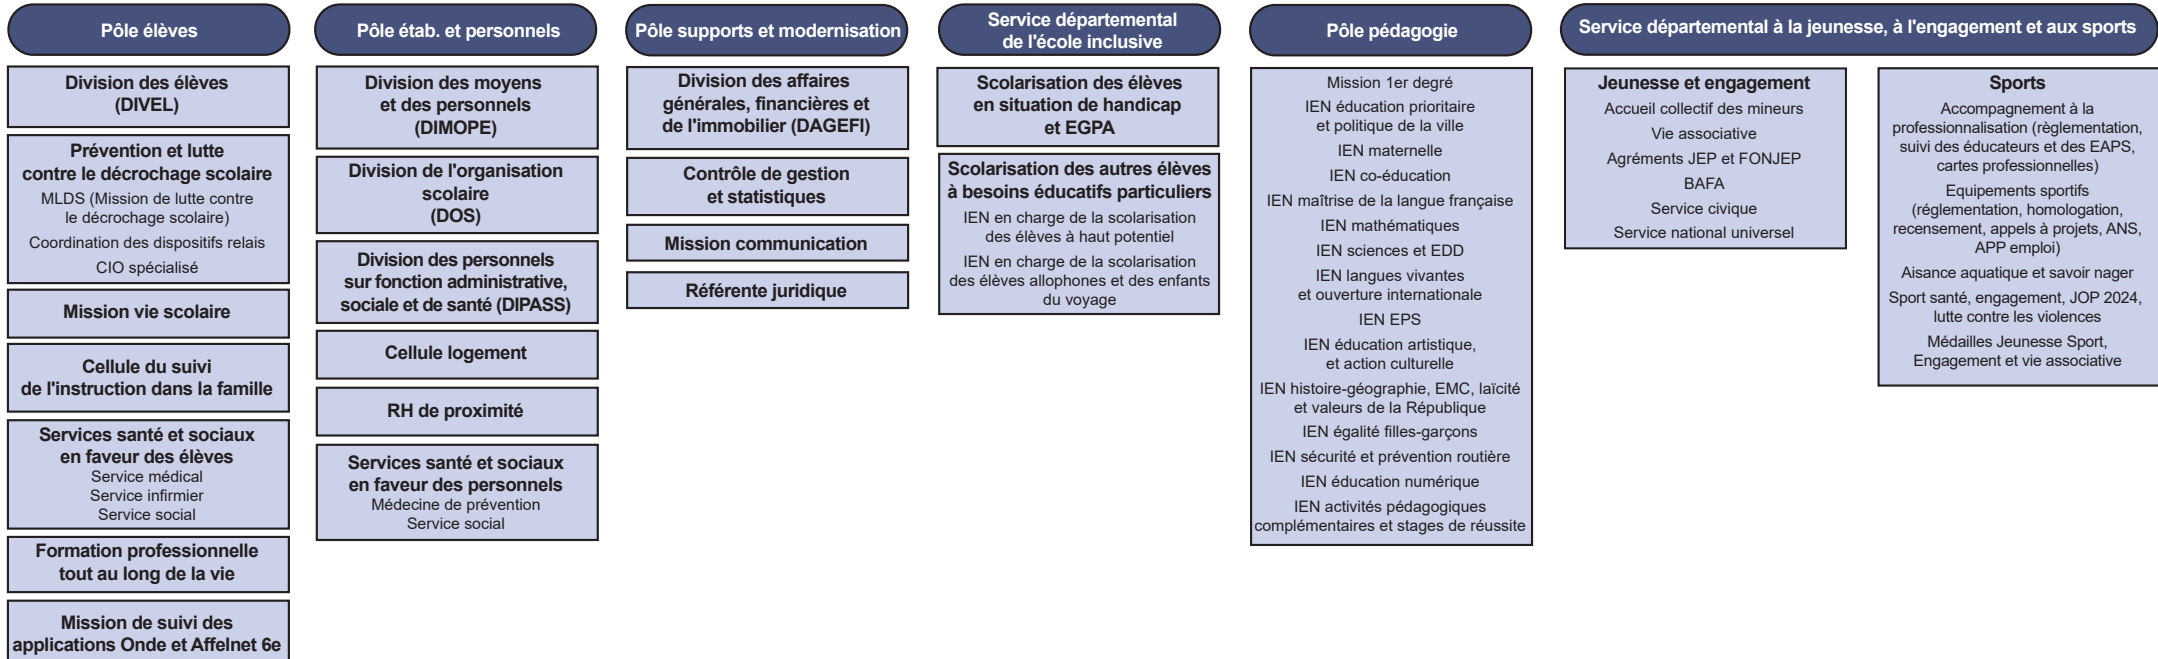 Pôle élèves
Division des élèves
(DIVEL)
Prévention et lutte
contre le décrochage scolaire
MLDS (Mission de lutte contre
le décrochage scolaire)
Coordination des dispositifs relais
CIO spécialisé
Mission vie scolaire
Cellule du suivi
de l'instruction dans la famille
Services santé et sociaux
en faveur des élèves
Service médical
Service infirmier
Service social
Formation professionnelle
tout au long de la vie
Mission de suivi des
applications Onde et Affelnet 6e
Pôle étab. et personnels
Division des moyens
et des personnels
(DIMOPE)
Division de l'organisation
scolaire
(DOS)
Division des personnels
sur fonction administrative,
sociale et de santé (DIPASS)
Cellule logement
RH de proximité
Services santé et sociaux
en faveur des personnels
Médecine de prévention
Service social
Pôle supports et modernisation
Division des affaires
générales, financières et
de l'immobilier (DAGEFI)
Contrôle de gestion
et statistiques
Mission communication
Référente juridique
Service départemental
de l'école inclusive
Scolarisation des élèves
en situation de handicap
et EGPA
Scolarisation des autres élèves
à besoins éducatifs particuliers
IEN en charge de la scolarisation
des élèves à haut potentiel
IEN en charge de la scolarisation
des élèves allophones et des enfants
du voyage
Pôle pédagogie
Mission 1er degré
IEN éducation prioritaire
et politique de la ville
IEN maternelle
IEN co-éducation
IEN maîtrise de la langue française
IEN mathématiques
IEN sciences et EDD
IEN langues vivantes
et ouverture internationale
IEN EPS
IEN éducation artistique,
et action culturelle
IEN histoire-géographie, EMC, laïcité
et valeurs de la République
IEN égalité filles-garçons
IEN sécurité et prévention routière
IEN éducation numérique
IEN activités pédagogiques
complémentaires et stages de réussite
Service départemental à la jeunesse, à l'engagement et aux sports
Jeunesse et engagement
Accueil collectif des mineurs
Vie associative
Agréments JEP et FONJEP
BAFA
Service civique
Service national universel
Sports
Accompagnement à la
professionnalisation (règlementation,
suivi des éducateurs et des EAPS,
cartes professionnelles)
Equipements sportifs
(réglementation, homologation,
recensement, appels à projets, ANS,
APP emploi)
Aisance aquatique et savoir nager
Sport santé, engagement, JOP 2024,
lutte contre les violences
Médailles Jeunesse Sport,
Engagement et vie associative